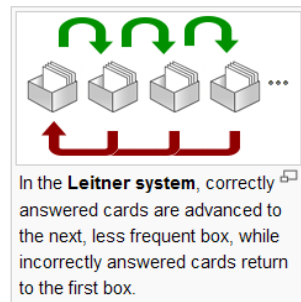 In the Leitner system, correctly
answered cards are advanced to
the next, less frequent box, while
incorrectly answered cards return
to the first box.